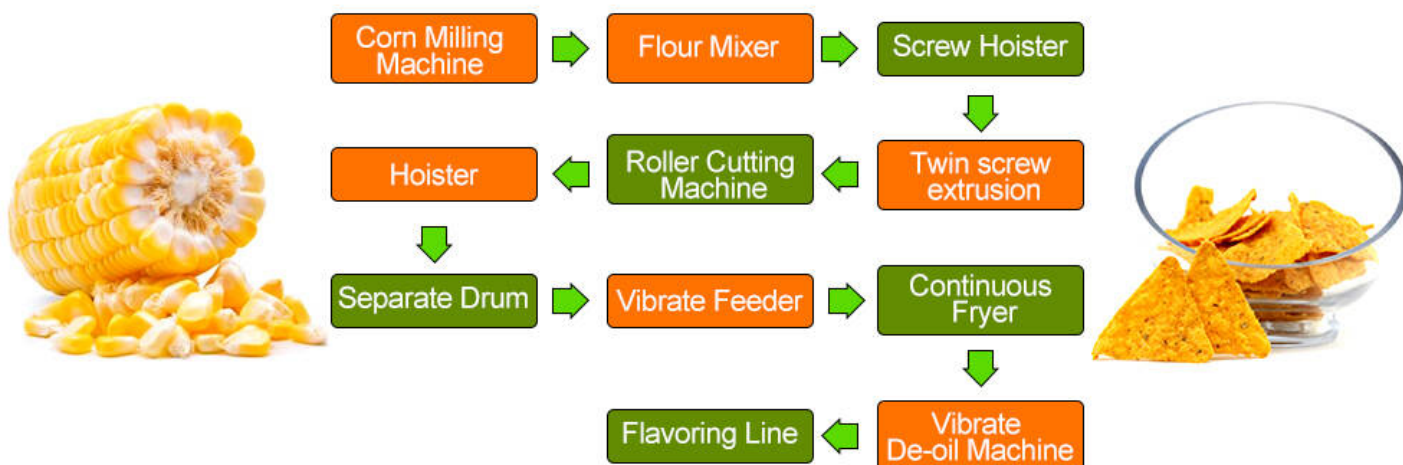 Corn Milling
Machine
Flour Mixer
Screw Hoister
Twin screw
extrusion
Roller Cutting
Machine
Hoister
Separate Drum
Vibrate Feeder
Continuous
Fryer
Vibrate
De-oil Machine
Flavoring Line